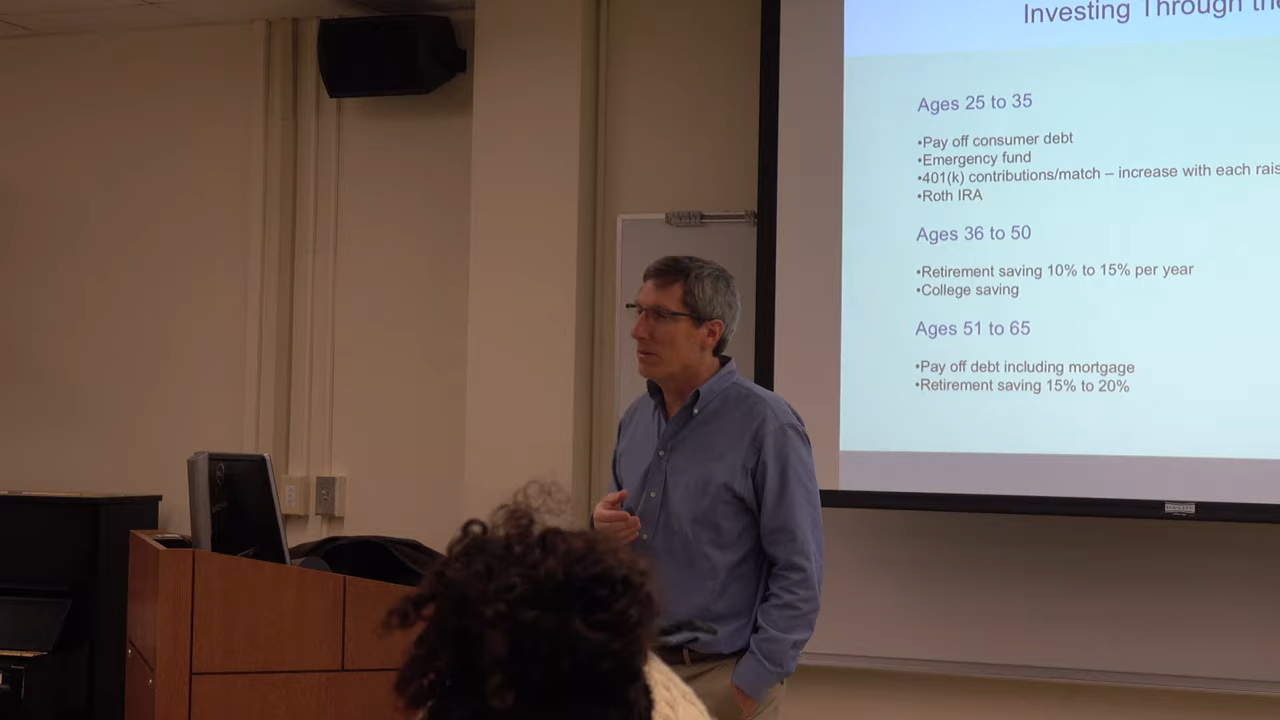 Investing Through the
Ages 25 to 35
•Pay off consumer debt
•Emergency fund
•401(k) contributions/match – increase with each rais
•Roth IRA
Ages 36 to 50
•Retirement saving 10% to 15% per year
•College saving
Ages 51 to 65
•Pay off debt including mortgage
•Retirement saving 15% to 20%